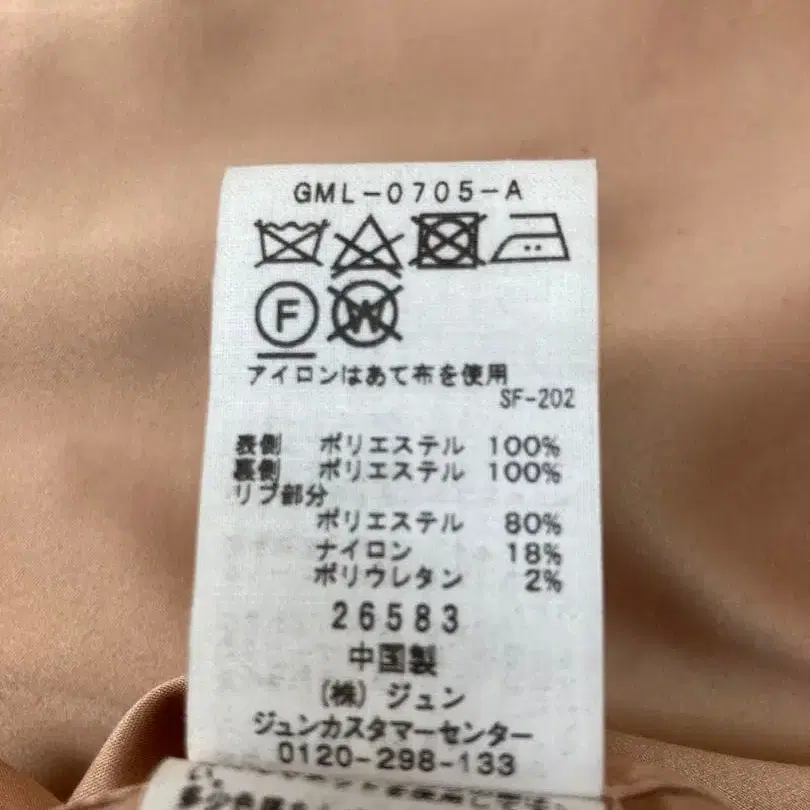 GML-0705-A
F W
アイロンはあて布を使用
SF-202
表側 ポリエステル 100%
裏側 ポリエステル 100%
リブ部分
ポリエステル 80%
ナイロン 18%
ポリウレタン 2%
26583
中国製
(株) ジュン
ジュンカスタマーセンター
0120-298-133